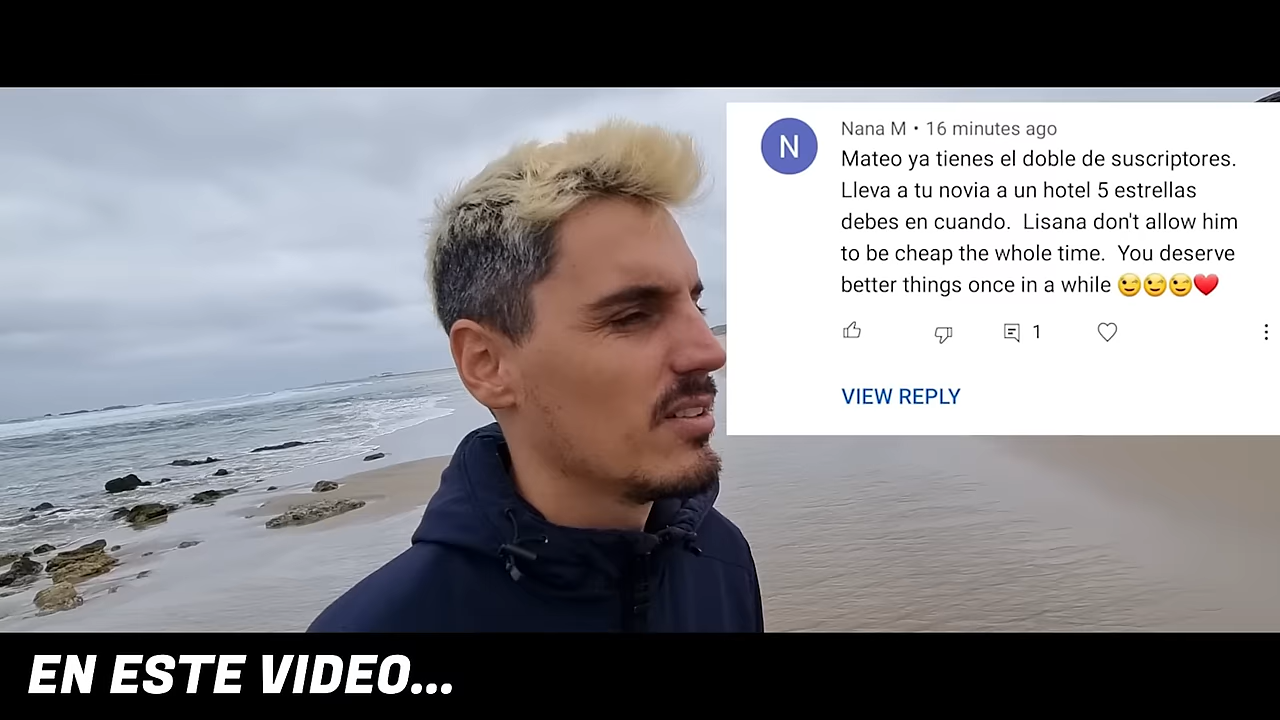 N
Nana M • 16 minutes ago
Mateo ya tienes el doble de suscriptores.
Lleva a tu novia a un hotel 5 estrellas
debes en cuando.  Lisana don't allow him
to be cheap the whole time.  You deserve
better things once in a while 😉😉😉❤️
1
VIEW REPLY
EN ESTE VIDEO...